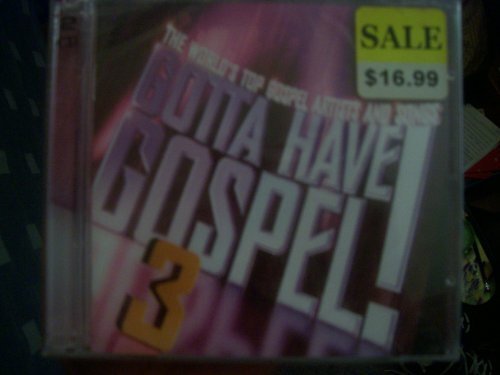 SALE
$16.99
THE WORLD'S TOP GOSPEL ARTISTS AND SONGS
GOTTA HAVE
GOSPEL!
3